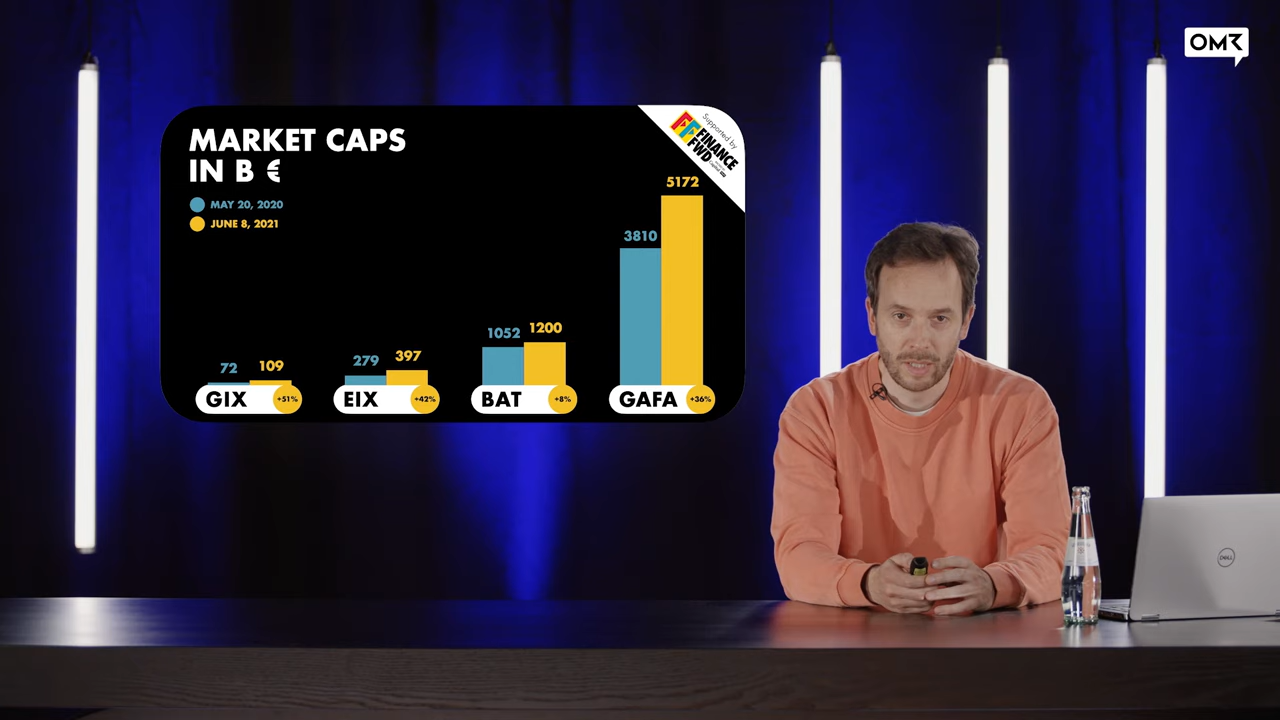 OMR
MARKET CAPS
IN B €
MAY 20, 2020
JUNE 8, 2021
Supported by
FF FINANCE
FWD
72
109
279
397
1052
1200
3810
5172
GIX +51%
EIX +42%
BAT +8%
GAFA +36%
DELL